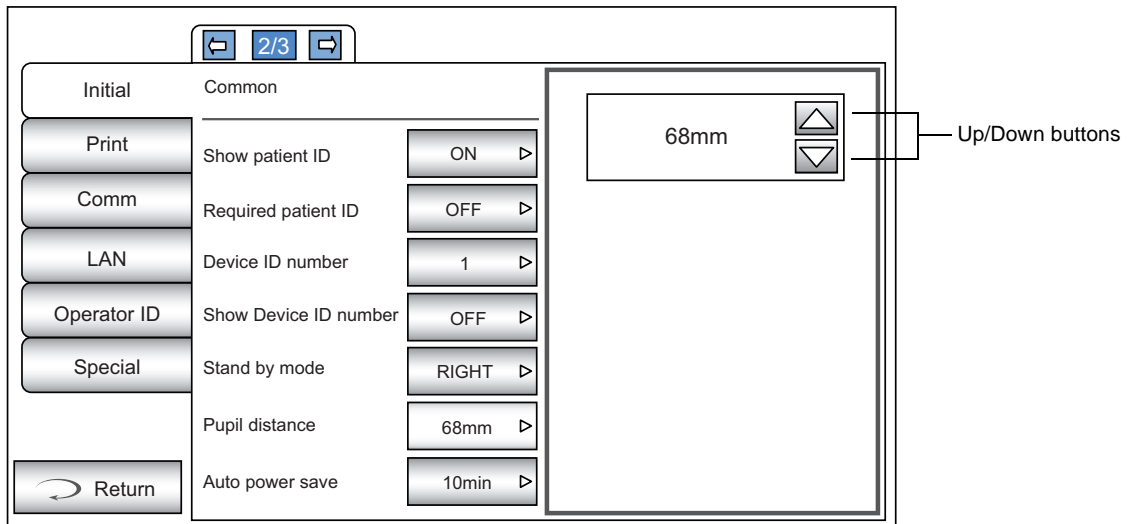 2/3
Initial
Print
Comm
LAN
Operator ID
Special
Return
Common
Show patient ID ON
Required patient ID OFF
Device ID number 1
Show Device ID number OFF
Stand by mode RIGHT
Pupil distance 68mm
Auto power save 10min
68mm
Up/Down buttons